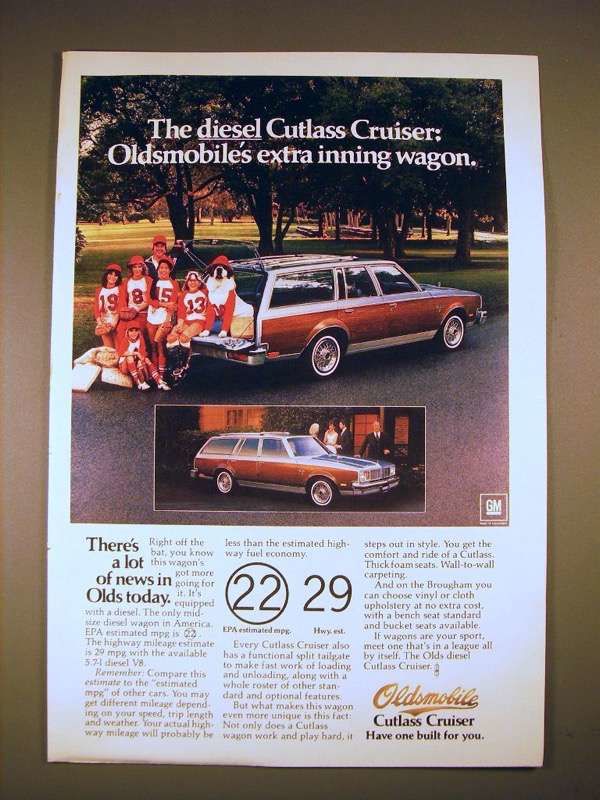 The diesel Cutlass Cruiser:
Oldsmobile's extra inning wagon.
19
8
15
13
GM
There's
a lot
of news in
Olds today.
Right off the
bat, you know
this wagon's
got more
going for
it. It's
equipped
with a diesel. The only mid-
size diesel wagon in America.
EPA estimated mpg is 22.
The highway mileage estimate
is 29 mpg with the available
5.7-l diesel V8.
Remember: Compare this
estimate to the "estimated
mpg" of other cars. You may
get different mileage depend-
ing on your speed, trip length
and weather. Your actual high-
way mileage will probably be
less than the estimated high-
way fuel economy.
22 29
EPA estimated mpg. Hwy. est.
Every Cutlass Cruiser also
has a functional split tailgate
to make fast work of loading
and unloading, along with a
whole roster of other stan-
dard and optional features.
But what makes this wagon
even more unique is this fact:
Not only does a Cutlass
wagon work and play hard, it
steps out in style. You get the
comfort and ride of a Cutlass.
Thick foam seats. Wall-to-wall
carpeting.
And on the Brougham you
can choose vinyl or cloth
upholstery at no extra cost,
with a bench seat standard
and bucket seats available.
If wagons are your sport,
meet one that's in a league all
by itself. The Olds diesel
Cutlass Cruiser.
Oldsmobile
Cutlass Cruiser
Have one built for you.